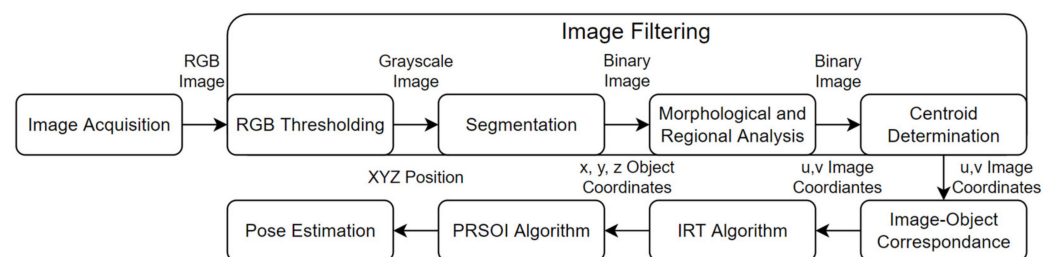 Image Filtering
RGB
Image
Grayscale
Image
Binary
Image
Binary
Image
Image Acquisition
RGB Thresholding
Segmentation
Morphological and
Regional Analysis
Centroid
Determination
XYZ Position
x, y, z Object
Coordinates
u,v Image
Coordiantes
u,v Image
Coordinates
Pose Estimation
PRSOI Algorithm
IRT Algorithm
Image-Object
Correspondance